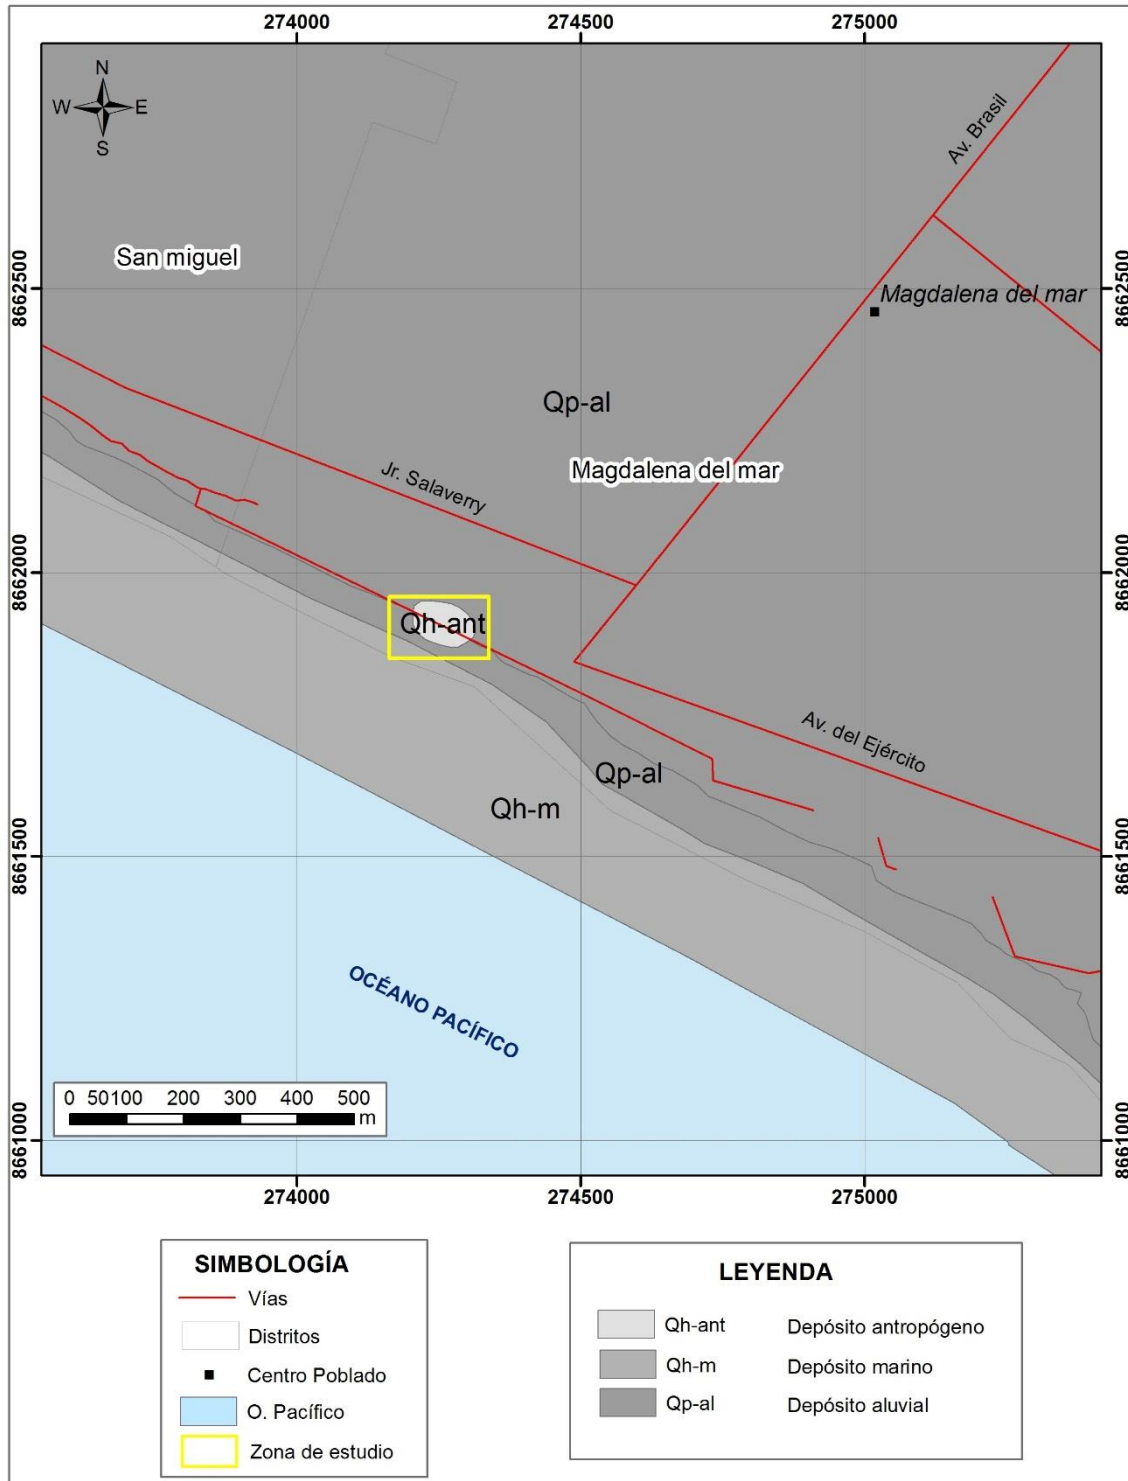 274000 274500 275000
N
W E
S
Av. Brasil
San miguel
8662500 8662500
Magdalena del mar
Qp-al
Magdalena del mar
Jr. Salaverry
8662000 8662000
Qh-ant
Av. del Ejército
Qp-al
Qh-m
8661500 8661500
OCÉANO PACÍFICO
0 50100 200 300 400 500
m
8661000 8661000
274000 274500 275000
SIMBOLOGÍA
Vías
Distritos
Centro Poblado
O. Pacífico
Zona de estudio
LEYENDA
Qh-ant Depósito antropógeno
Qh-m Depósito marino
Qp-al Depósito aluvial